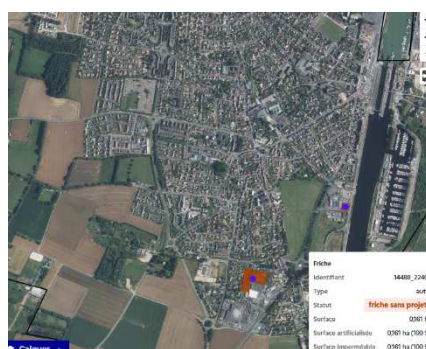 Friche
Identifiant 14488_224
Type aut
Statut friche sans projet
Surface 0,161 h
Surface artificialisée 0,161 ha (100
Surface imperméable 0,161 ha (100
Calques